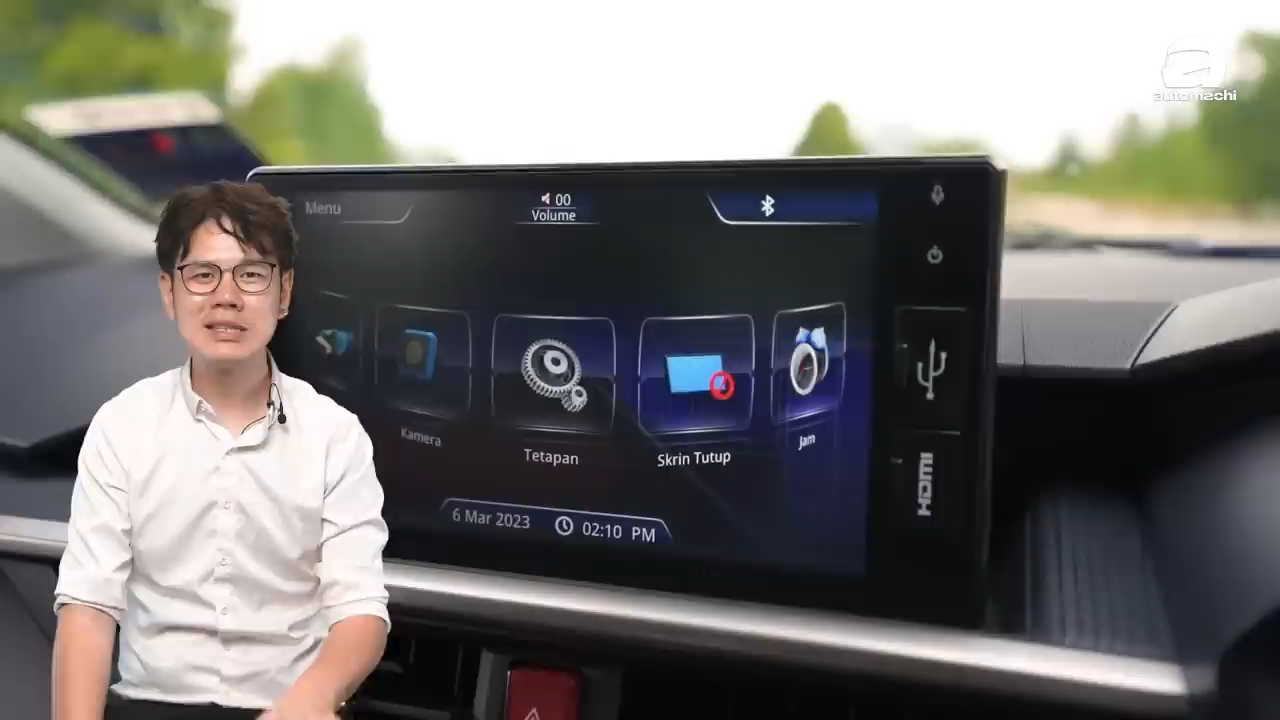 automachi
Menu
00
Volume
Kamera
Tetapan
Skrin Tutup
Jam
HDMI
6 Mar 2023
02:10 PM